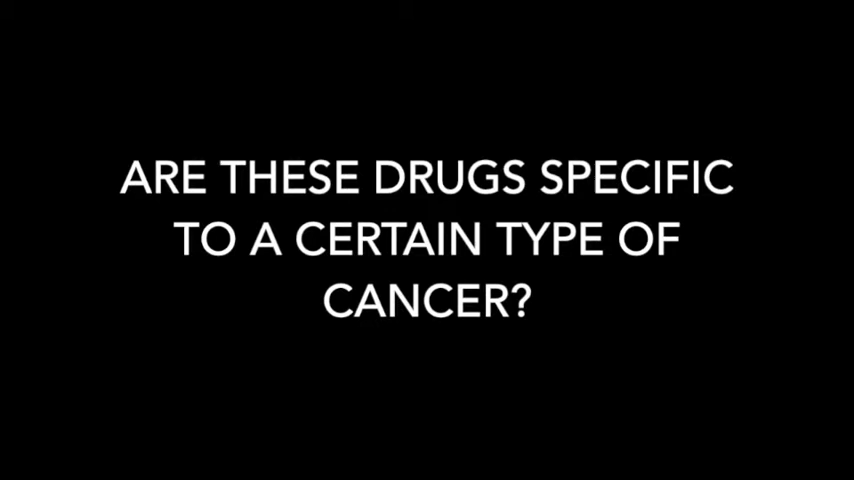 ARE THESE DRUGS SPECIFIC
TO A CERTAIN TYPE OF
CANCER?